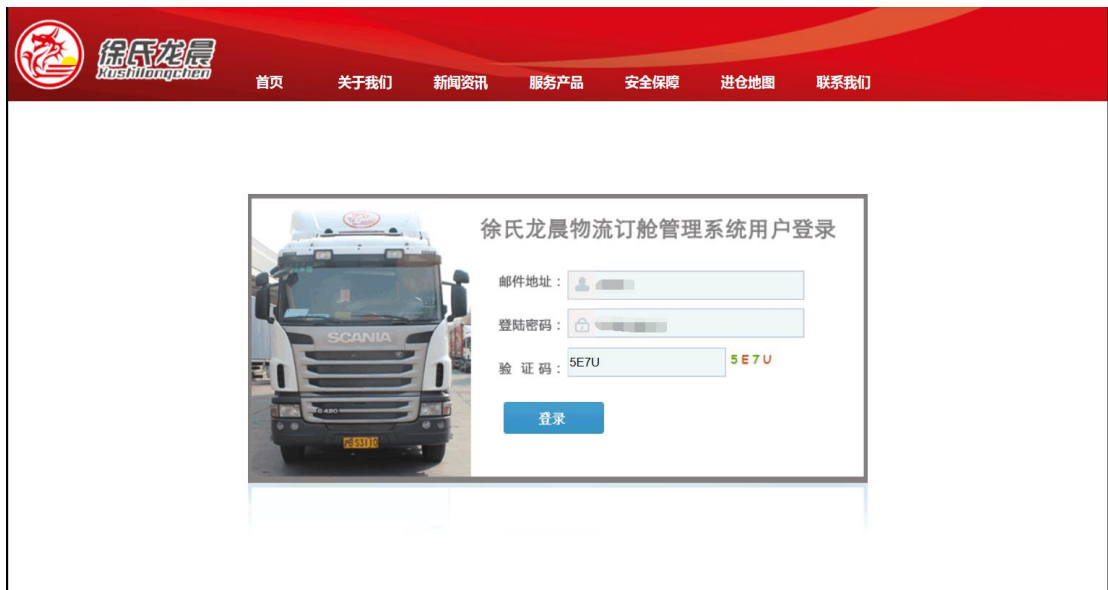 徐氏龙晨
Xushilongchen
首页 关于我们 新闻资讯 服务产品 安全保障 进仓地图 联系我们
徐氏龙晨物流订舱管理系统用户登录
邮件地址：
登陆密码：
验 证 码： 5E7U 5E7U
登录
SCANIA